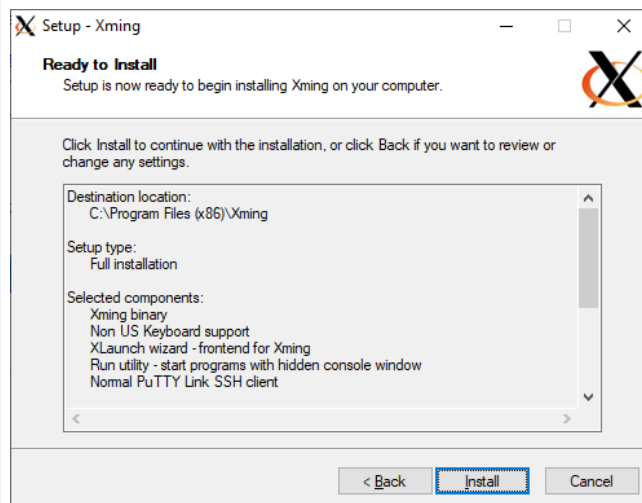 Setup - Xming
Ready to Install
Setup is now ready to begin installing Xming on your computer.
Click Install to continue with the installation, or click Back if you want to review or
change any settings.
Destination location:
C:\Program Files (x86)\Xming
Setup type:
Full installation
Selected components:
Xming binary
Non US Keyboard support
XLaunch wizard - frontend for Xming
Run utility - start programs with hidden console window
Normal PuTTY Link SSH client
< Back
Install
Cancel